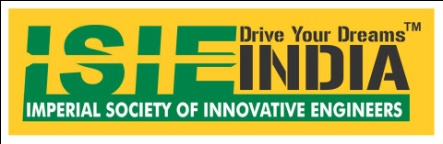 Drive Your Dreams™
ISIE INDIA
IMPERIAL SOCIETY OF INNOVATIVE ENGINEERS